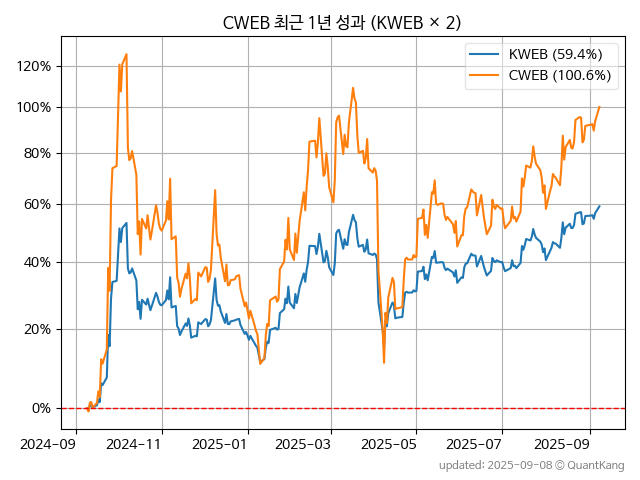 CWEB 최근 1년 성과 (KWEB × 2)
KWEB (59.4%)
CWEB (100.6%)
120%
100%
80%
60%
40%
20%
0%
2024-09 2024-11 2025-01 2025-03 2025-05 2025-07 2025-09
updated: 2025-09-08 © QuantKang